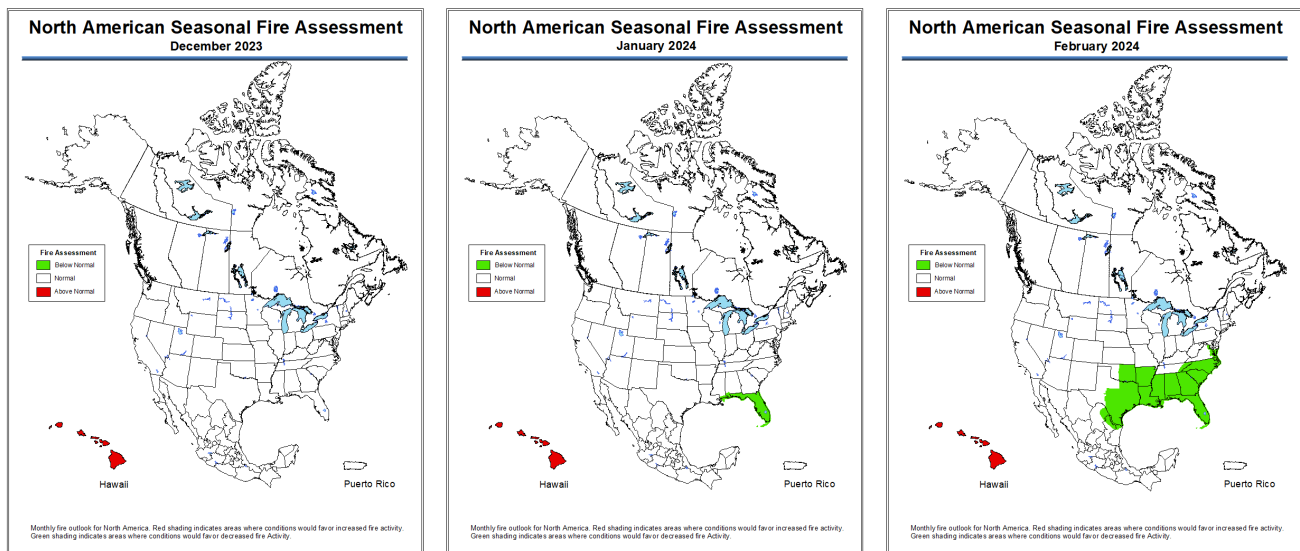 North American Seasonal Fire Assessment
December 2023
Fire Assessment
Below Normal
Normal
Above Normal
Hawaii
Puerto Rico
Monthly fire outlook for North America. Red shading indicates areas where conditions would favor increased fire activity.
Green shading indicates areas where conditions would favor decreased fire Activity.
North American Seasonal Fire Assessment
January 2024
Fire Assessment
Below Normal
Normal
Above Normal
Hawaii
Puerto Rico
Monthly fire outlook for North America. Red shading indicates areas where conditions would favor increased fire activity.
Green shading indicates areas where conditions would favor decreased fire Activity.
North American Seasonal Fire Assessment
February 2024
Fire Assessment
Below Normal
Normal
Above Normal
Hawaii
Puerto Rico
Monthly fire outlook for North America. Red shading indicates areas where conditions would favor increased fire activity.
Green shading indicates areas where conditions would favor decreased fire Activity.